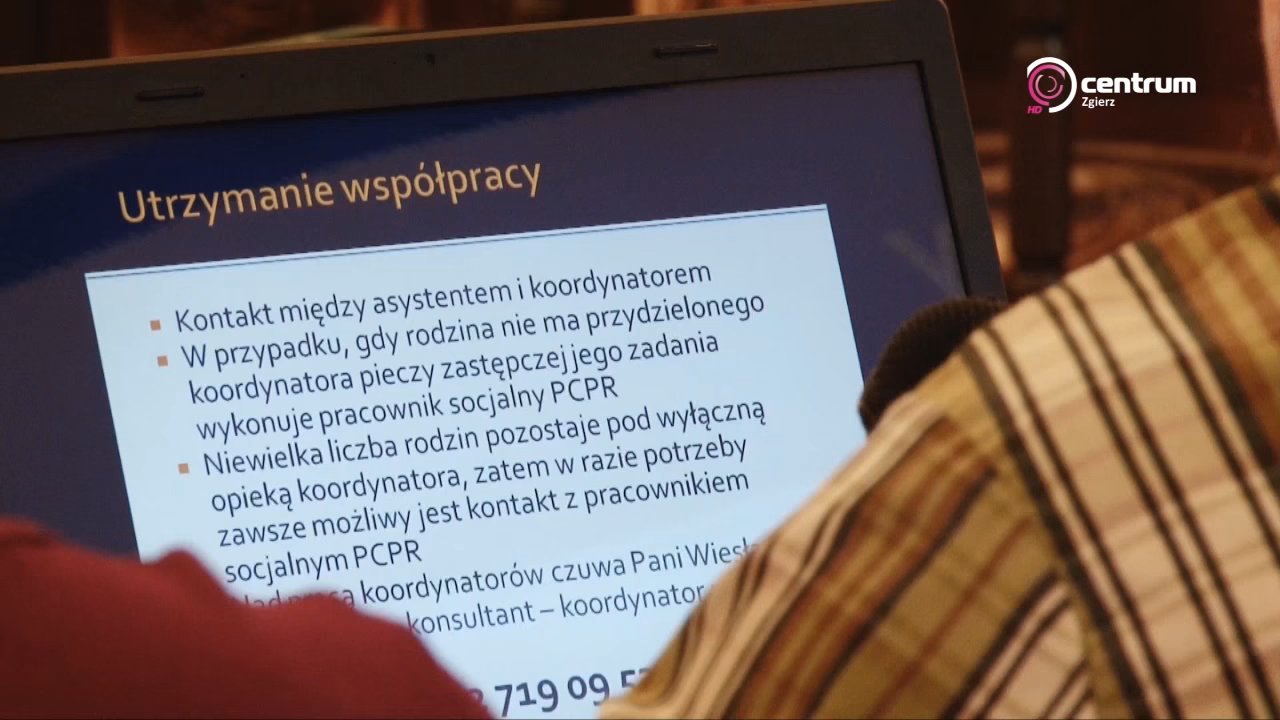 centrum
HD
Zgierz
Utrzymanie współpracy
▪ Kontakt między asystentem i koordynatorem
▪ W przypadku, gdy rodzina nie ma przydzielonego
koordynatora pieczy zastępczej jego zadania
wykonuje pracownik socjalny PCPR
▪ Niewielka liczba rodzin pozostaje pod wyłączną
opieką koordynatora, zatem w razie potrzeby
zawsze możliwy jest kontakt z pracownikiem
socjalnym PCPR
koordynatorów czuwa Pani
konsultant – koordynator
719 09